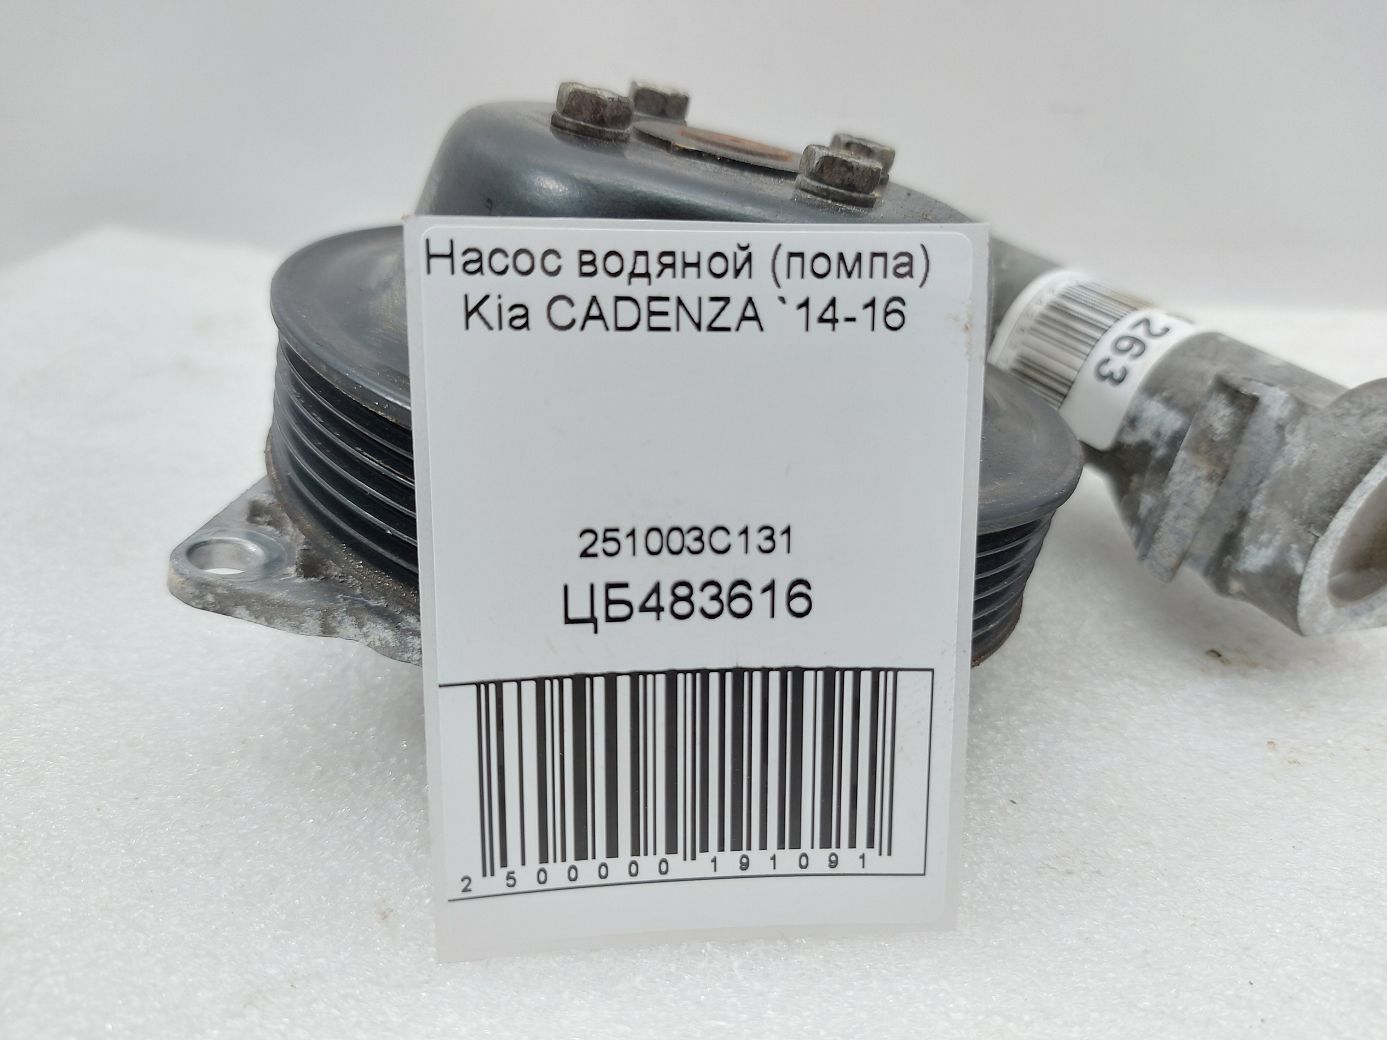 Насос водяной (помпа)
Kia CADENZA `14-16
263
251003C131
ЦБ483616
2 500000 191091